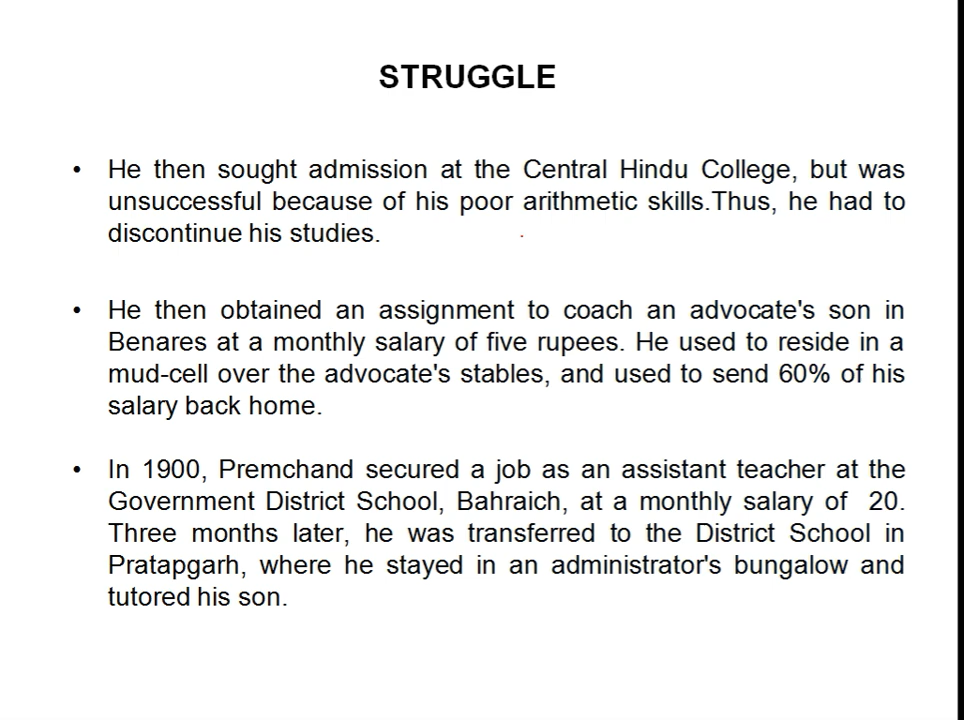 STRUGGLE
• He then sought admission at the Central Hindu College, but was
unsuccessful because of his poor arithmetic skills.Thus, he had to
discontinue his studies.
• He then obtained an assignment to coach an advocate's son in
Benares at a monthly salary of five rupees. He used to reside in a
mud-cell over the advocate's stables, and used to send 60% of his
salary back home.
• In 1900, Premchand secured a job as an assistant teacher at the
Government District School, Bahraich, at a monthly salary of 20.
Three months later, he was transferred to the District School in
Pratapgarh, where he stayed in an administrator's bungalow and
tutored his son.